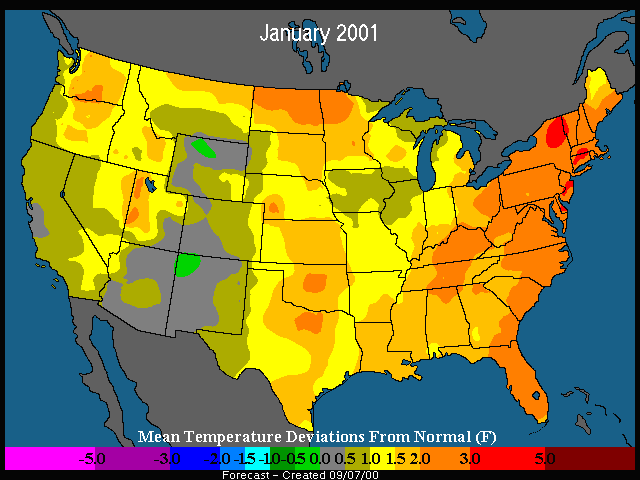 January 2001
Mean Temperature Deviations From Normal (F)
-5.0 -3.0 -2.0 -1.5 -1.0 -0.5 0.0 0.5 1.0 1.5 2.0 3.0 5.0
Forecast - Created 09/07/00